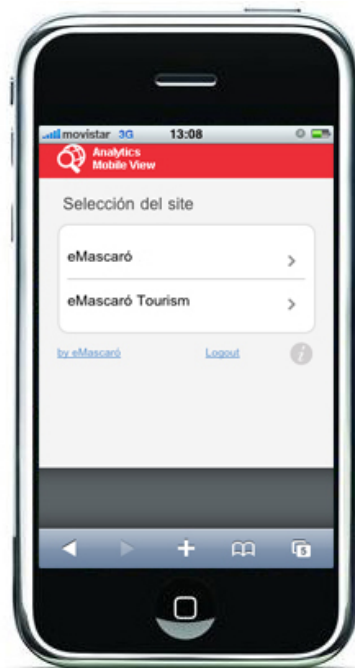 movistar 3G 13:08
Analytics
Mobile View
Selección del site
eMascaró
eMascaró Tourism
by eMascaró Logout i
5